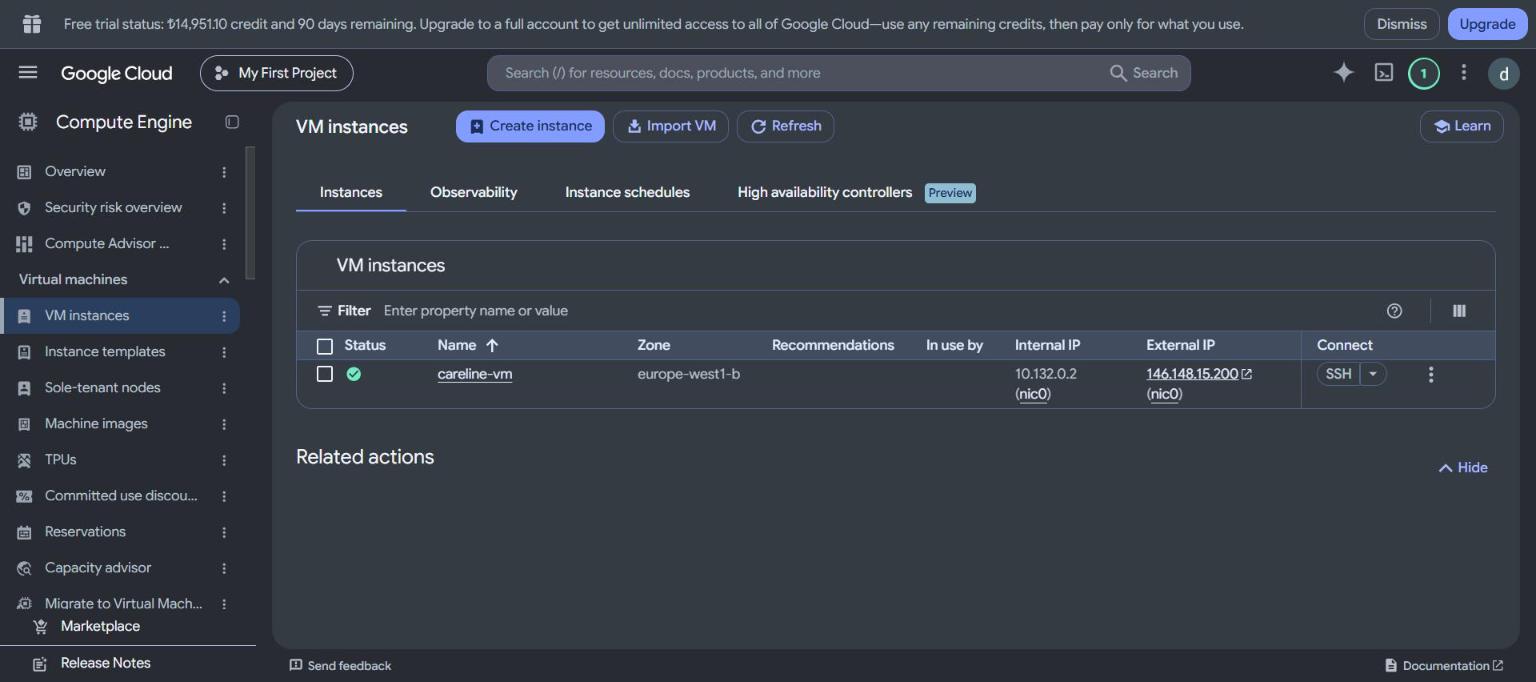 Free trial status: ₺14,951.10 credit and 90 days remaining. Upgrade to a full account to get unlimited access to all of Google Cloud—use any remaining credits, then pay only for what you use.
Dismiss
Upgrade
Google Cloud
My First Project
Search (/) for resources, docs, products, and more
Search
1
d
Compute Engine
Overview
Security risk overview
Compute Advisor ...
Virtual machines
VM instances
Instance templates
Sole-tenant nodes
Machine images
TPUs
Committed use discou...
Reservations
Capacity advisor
Migrate to Virtual Mach...
Marketplace
Release Notes
VM instances
Create instance
Import VM
Refresh
Learn
Instances
Observability
Instance schedules
High availability controllers
Preview
VM instances
Filter Enter property name or value
Status Name Zone Recommendations In use by Internal IP External IP Connect
careline-vm europe-west1-b 10.132.0.2 146.148.15.200 SSH
(nic0) (nic0)
Related actions
Hide
Send feedback
Documentation